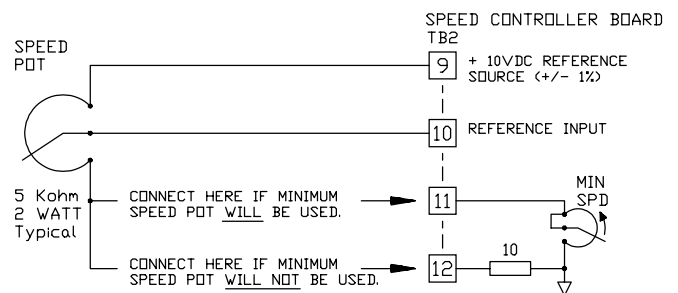 SPEED CONTROLLER BOARD
TB2
SPEED
POT
9
+ 10VDC REFERENCE
SOURCE (+/- 1%)
10
REFERENCE INPUT
5 Kohm
2 WATT
Typical
CONNECT HERE IF MINIMUM
SPEED POT WILL BE USED.
11
MIN
SPD
CONNECT HERE IF MINIMUM
SPEED POT WILL NOT BE USED.
12
10